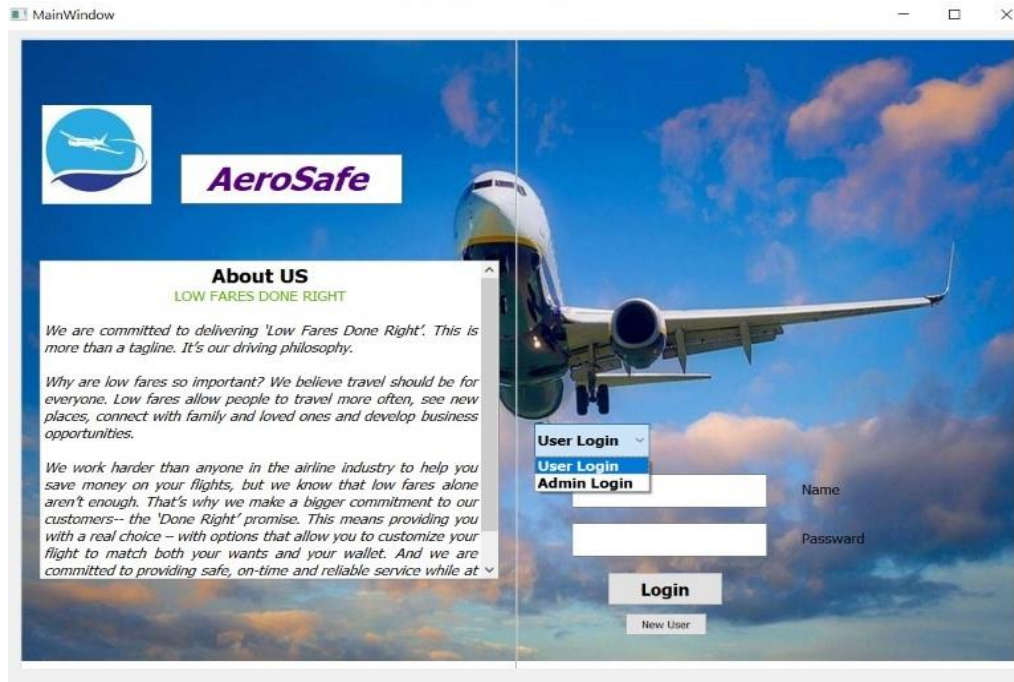 MainWindow
AeroSafe
About US
LOW FARES DONE RIGHT
We are committed to delivering ‘Low Fares Done Right’. This is
more than a tagline. It’s our driving philosophy.
Why are low fares so important? We believe travel should be for
everyone. Low fares allow people to travel more often, see new
places, connect with family and loved ones and develop business
opportunities.
We work harder than anyone in the airline industry to help you
save money on your flights, but we know that low fares alone
aren’t enough. That’s why we make a bigger commitment to our
customers-- the ‘Done Right’ promise. This means providing you
with a real choice – with options that allow you to customize your
flight to match both your wants and your wallet. And we are
committed to providing safe, on-time and reliable service while at
User Login
User Login
Admin Login
Name
Passward
Login
New User